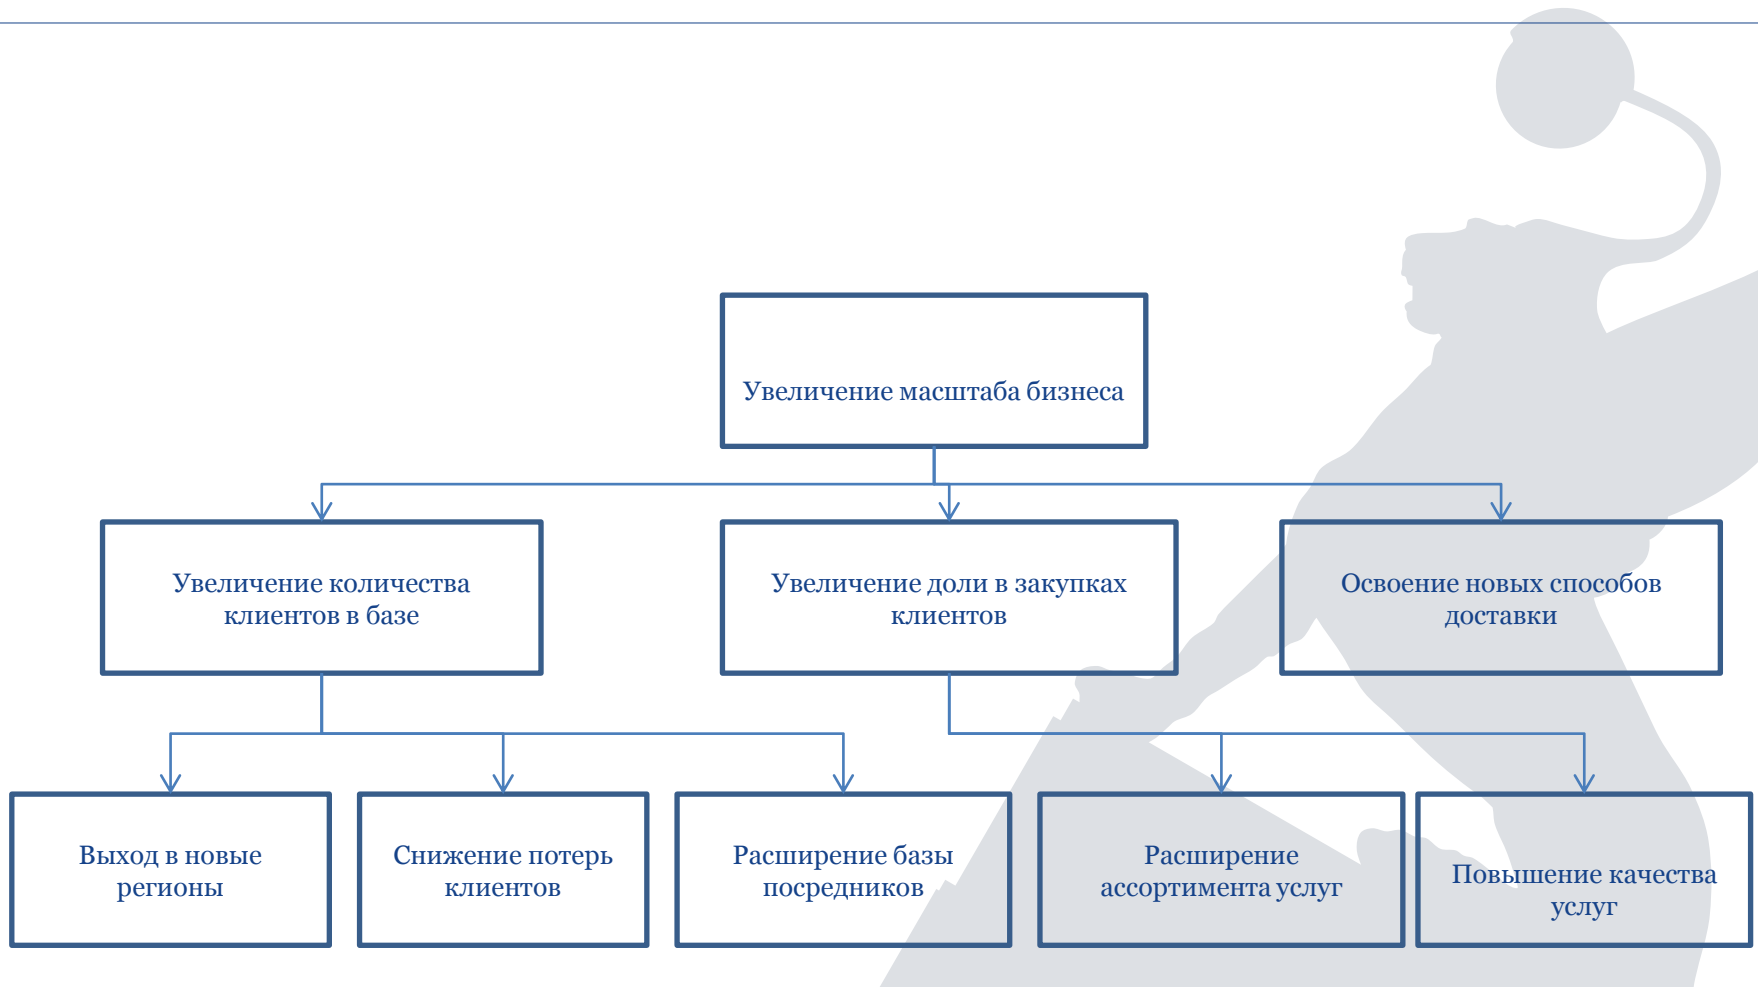 Увеличение масштаба бизнеса
Увеличение количества
клиентов в базе
Увеличение доли в закупках
клиентов
Освоение новых способов
доставки
Выход в новые
регионы
Снижение потерь
клиентов
Расширение базы
посредников
Расширение
ассортимента услуг
Повышение качества
услуг